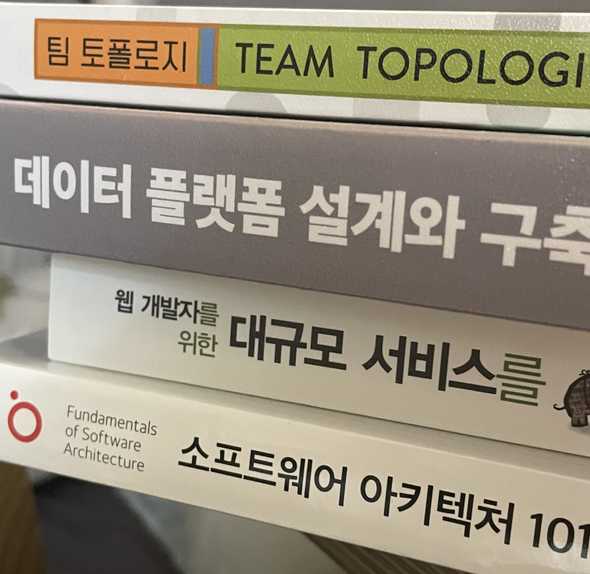 팀 토폴로지 TEAM TOPOLOGI
데이터 플랫폼 설계와 구축
웹 개발자를
위한 대규모 서비스를
Fundamentals
of Software
Architecture
소프트웨어 아키텍처 101